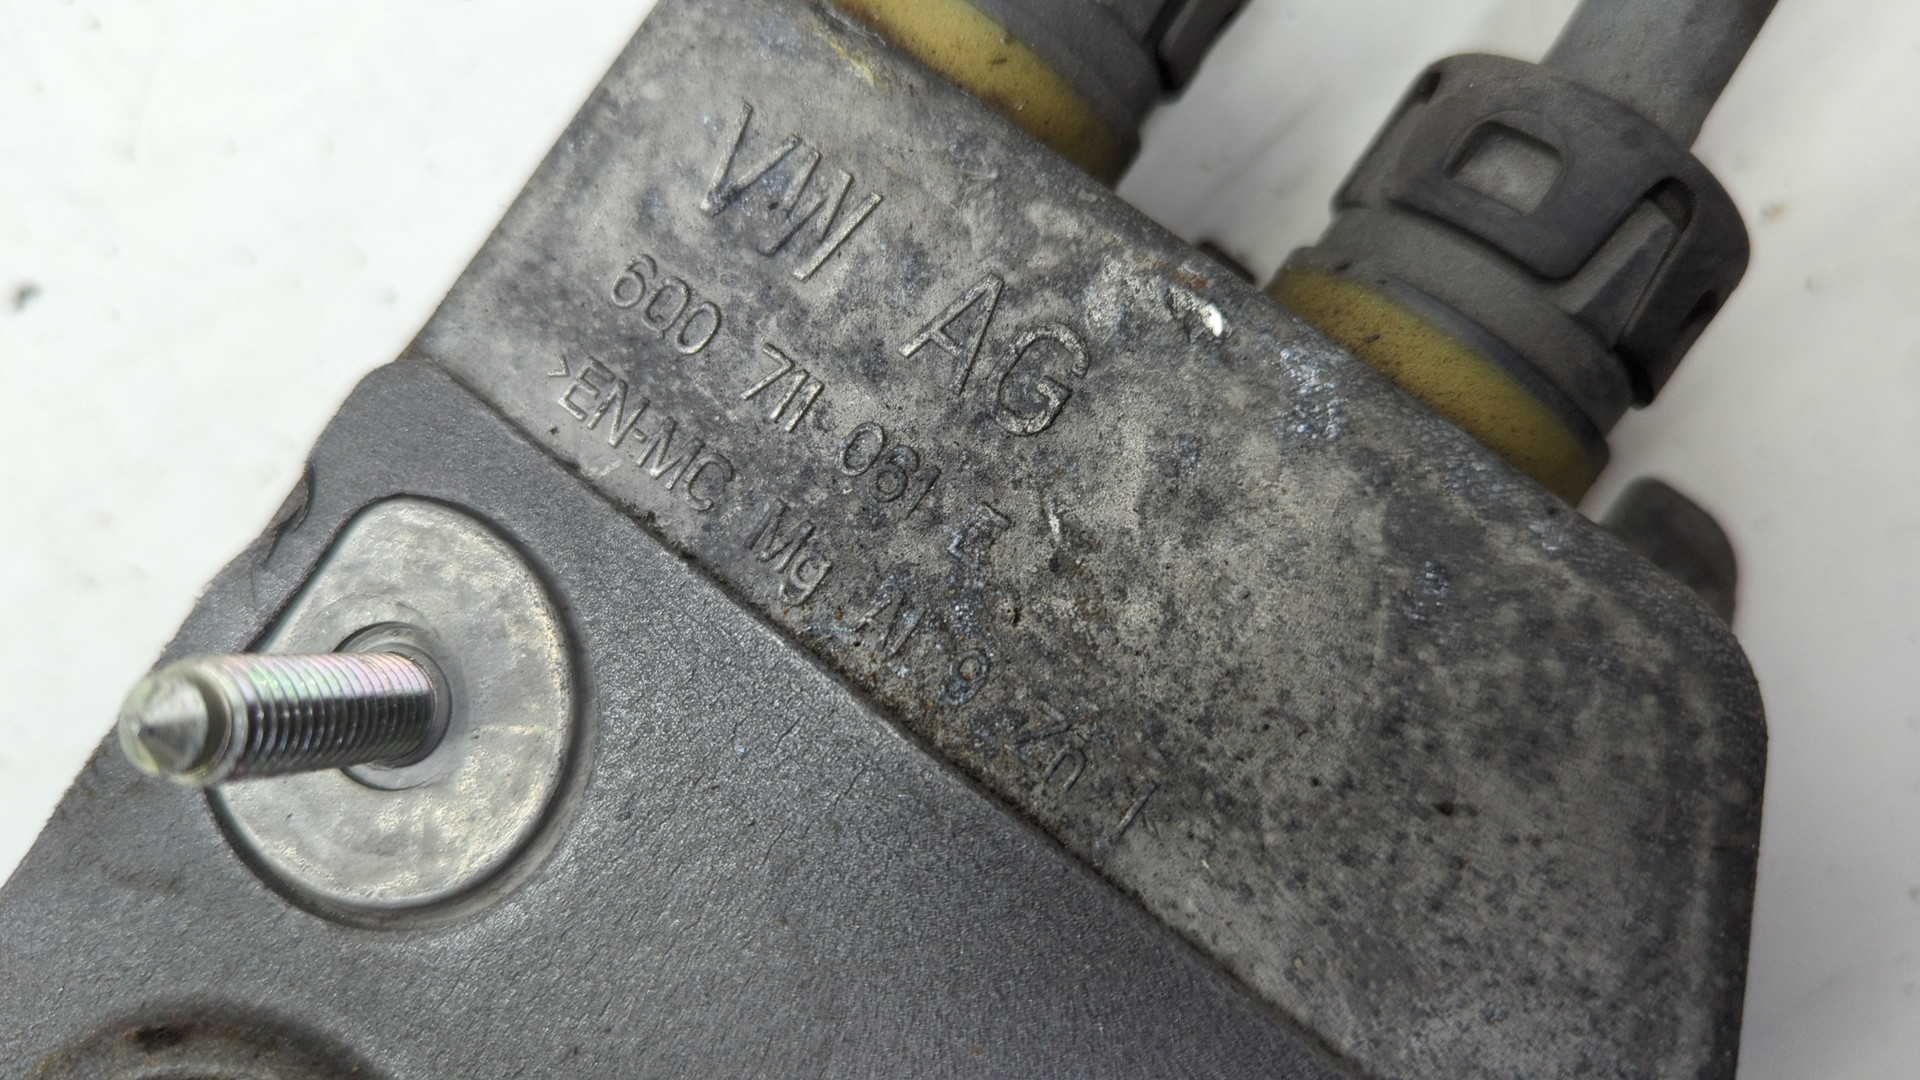 VW AG
6Q0 711 061 E
>EN-MC Mg Al 9 Zn 1